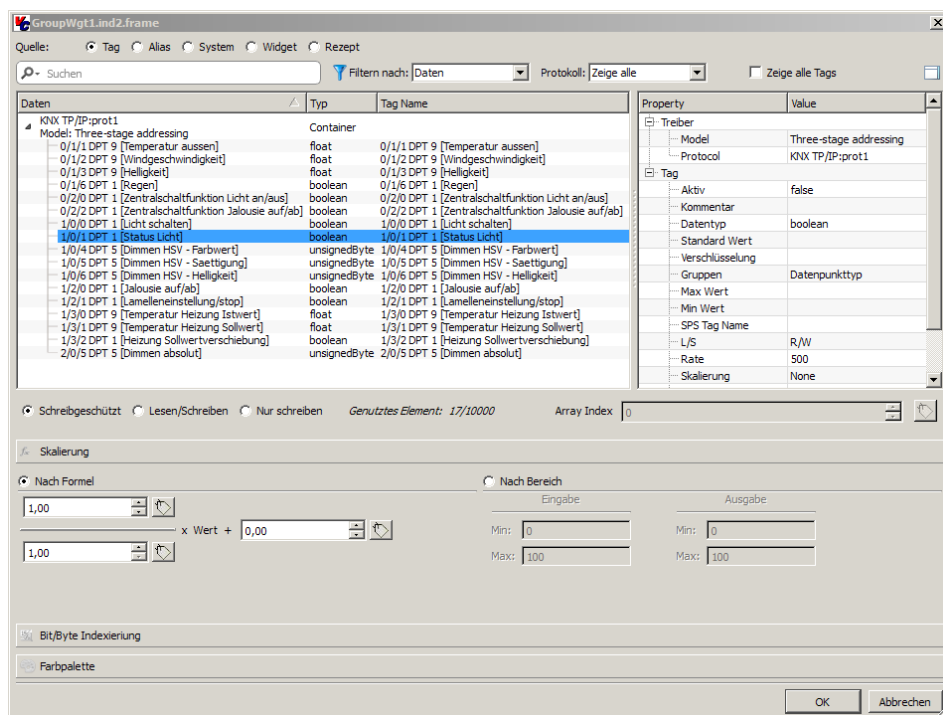 GroupWgt1.ind2.frame
Quelle: Tag Alias System Widget Rezept
Suchen Filtern nach: Daten Protokoll: Zeige alle Zeige alle Tags
Daten Typ Tag Name
KNX TP/IP:prot1
Model: Three-stage addressing Container
0/1/1 DPT 9 [Temperatur aussen] float 0/1/1 DPT 9 [Temperatur aussen]
0/1/2 DPT 9 [Windgeschwindigkeit] float 0/1/2 DPT 9 [Windgeschwindigkeit]
0/1/3 DPT 9 [Helligkeit] float 0/1/3 DPT 9 [Helligkeit]
0/1/6 DPT 1 [Regen] boolean 0/1/6 DPT 1 [Regen]
0/2/0 DPT 1 [Zentralschaltfunktion Licht an/aus] boolean 0/2/0 DPT 1 [Zentralschaltfunktion Licht an/aus]
0/2/2 DPT 1 [Zentralschaltfunktion Jalousie auf/ab] boolean 0/2/2 DPT 1 [Zentralschaltfunktion Jalousie auf/ab]
1/0/0 DPT 1 [Licht schalten] boolean 1/0/0 DPT 1 [Licht schalten]
1/0/1 DPT 1 [Status Licht] boolean 1/0/1 DPT 1 [Status Licht]
1/0/4 DPT 5 [Dimmen HSV - Farbwert] unsignedByte 1/0/4 DPT 5 [Dimmen HSV - Farbwert]
1/0/5 DPT 5 [Dimmen HSV - Saettigung] unsignedByte 1/0/5 DPT 5 [Dimmen HSV - Saettigung]
1/0/6 DPT 5 [Dimmen HSV - Helligkeit] unsignedByte 1/0/6 DPT 5 [Dimmen HSV - Helligkeit]
1/2/0 DPT 1 [Jalousie auf/ab] boolean 1/2/0 DPT 1 [Jalousie auf/ab]
1/2/1 DPT 1 [Lamelleneinstellung/stop] boolean 1/2/1 DPT 1 [Lamelleneinstellung/stop]
1/3/0 DPT 9 [Temperatur Heizung Istwert] float 1/3/0 DPT 9 [Temperatur Heizung Istwert]
1/3/1 DPT 9 [Temperatur Heizung Sollwert] float 1/3/1 DPT 9 [Temperatur Heizung Sollwert]
1/3/2 DPT 1 [Heizung Sollwertverschiebung] boolean 1/3/2 DPT 1 [Heizung Sollwertverschiebung]
2/0/5 DPT 5 [Dimmen absolut] unsignedByte 2/0/5 DPT 5 [Dimmen absolut]
Property Value
Treiber
Model Three-stage addressing
Protocol KNX TP/IP:prot1
Tag
Aktiv false
Kommentar
Datentyp boolean
Standard Wert
Verschlüsselung
Gruppen Datenpunkttyp
Max Wert
Min Wert
SPS Tag Name
L/S R/W
Rate 500
Skalierung None
Schreibgeschützt Lesen/Schreiben Nur schreiben Genutztes Element: 17/10000 Array Index 0
Skalierung
Nach Formel Nach Bereich
Eingabe Ausgabe
1,00
x Wert + 0,00
1,00
Min: 0 Min: 0
Max: 100 Max: 100
Bit/Byte Indexierung
Farbpalette
OK Abbrechen